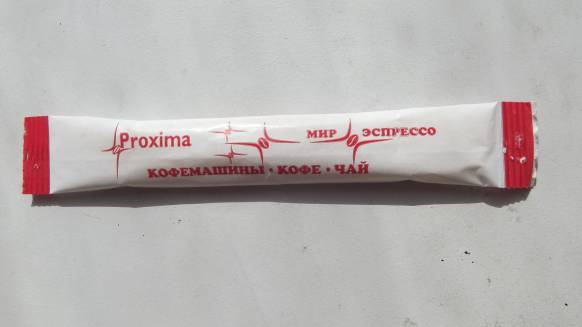 Proxima
МИР ЭСПРЕССО
КОФЕМАШИНЫ · КОФЕ · ЧАЙ